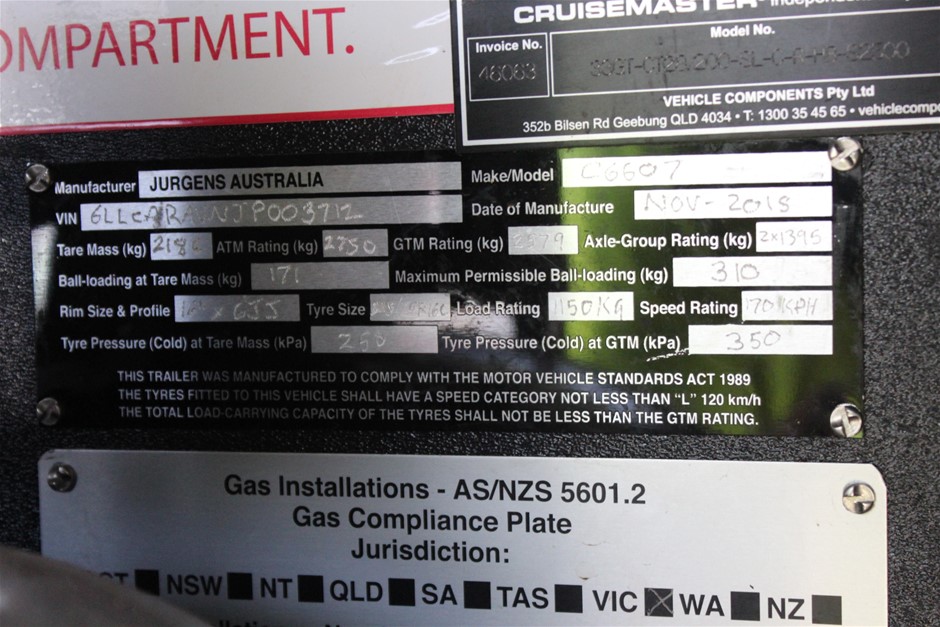 OMPARTMENT.
CRUISEMASTER
Invoice No. Model No.
46063
VEHICLE COMPONENTS Pty Ltd
352b Bilsen Rd Geebung QLD 4034 • T: 1300 35 45 65 • vehiclecomp
Manufacturer JURGENS AUSTRALIA Make/Model CG607
VIN Date of Manufacture NOV-2018
Tare Mass (kg) ATM Rating (kg) 2750 GTM Rating (kg) Axle-Group Rating (kg) 2x1395
Ball-loading at Tare Mass (kg) 171 Maximum Permissible Ball-loading (kg) 310
Rim Size & Profile Tyre Size Load Rating 1150KG Speed Rating 170 KPH
Tyre Pressure (Cold) at Tare Mass (kPa) 250 Tyre Pressure (Cold) at GTM (kPa) 350
THIS TRAILER WAS MANUFACTURED TO COMPLY WITH THE MOTOR VEHICLE STANDARDS ACT 1989
THE TYRES FITTED TO THIS VEHICLE SHALL HAVE A SPEED CATEGORY NOT LESS THAN "L" 120 km/h
THE TOTAL LOAD-CARRYING CAPACITY OF THE TYRES SHALL NOT BE LESS THAN THE GTM RATING.
Gas Installations - AS/NZS 5601.2
Gas Compliance Plate
Jurisdiction:
NSW NT QLD SA TAS VIC WA NZ